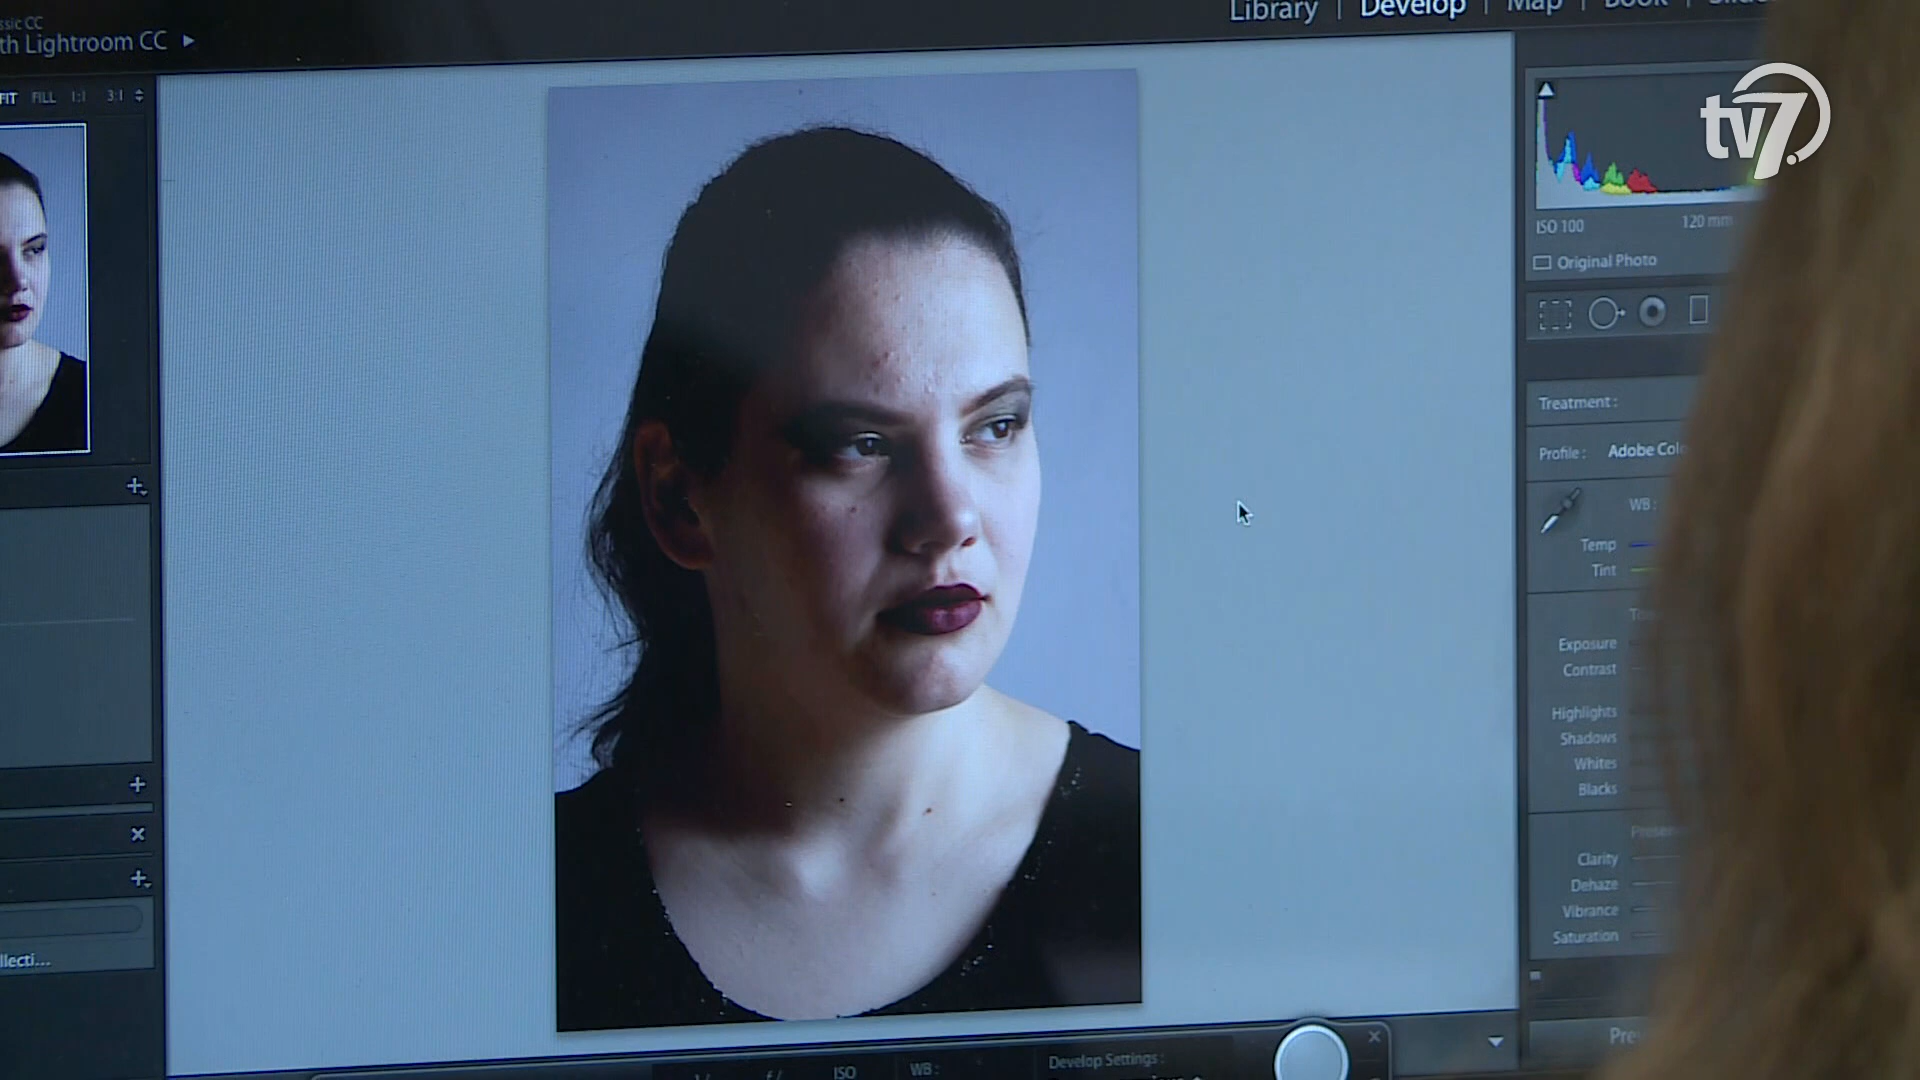 ssic CC
th Lightroom CC
Library | Develop | Map | Book
FIT FILL 1:1 3:1
tv7
ISO 100 120 mm
Original Photo
Treatment :
Profile : Adobe Col
WB :
Temp
Tint
Exposure
Contrast
Highlights
Shadows
Whites
Blacks
Clarity
Dehaze
Vibrance
Saturation
llecti...
ISO WB : Develop Settings :